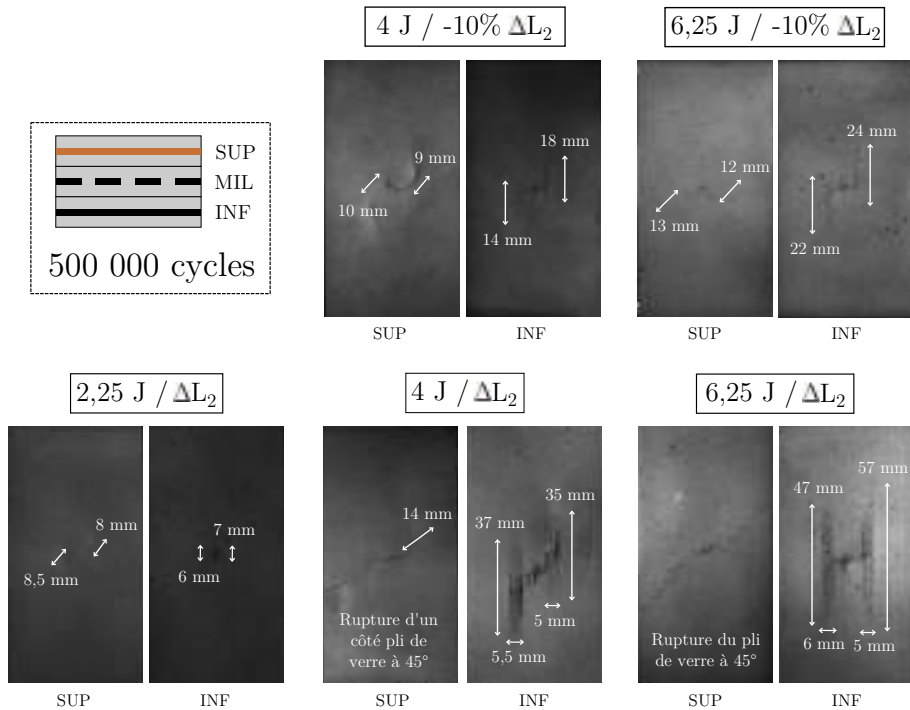 4 J / -10% ΔL₂
6,25 J / -10% ΔL₂
SUP
MIL
INF
500 000 cycles
9 mm
10 mm
SUP
18 mm
14 mm
INF
12 mm
13 mm
SUP
24 mm
22 mm
INF
2,25 J / ΔL₂
4 J / ΔL₂
6,25 J / ΔL₂
8 mm
8,5 mm
SUP
7 mm
6 mm
INF
14 mm
Rupture d'un
côté pli de
verre à 45°
SUP
35 mm
37 mm
5 mm
5,5 mm
INF
Rupture du pli
de verre à 45°
SUP
57 mm
47 mm
6 mm
5 mm
INF